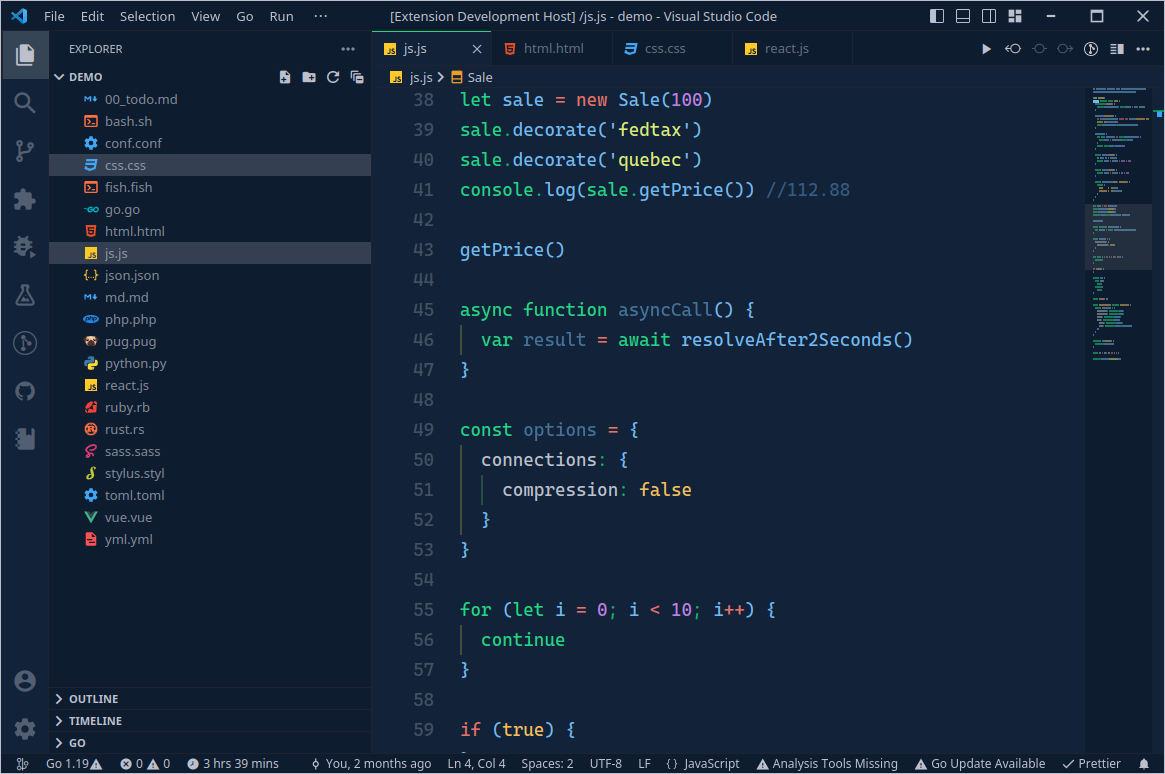 File Edit Selection View Go Run ··· [Extension Development Host] /js.js - demo - Visual Studio Code
EXPLORER ···
DEMO
00_todo.md
bash.sh
conf.conf
css.css
fish.fish
go.go
html.html
js.js
json.json
md.md
php.php
pug.pug
python.py
react.js
ruby.rb
rust.rs
sass.sass
stylus.styl
toml.toml
vue.vue
yml.yml
OUTLINE
TIMELINE
GO
js.js html.html css.css react.js
js.js > Sale
38 let sale = new Sale(100)
39 sale.decorate('fedtax')
40 sale.decorate('quebec')
41 console.log(sale.getPrice()) //112.88
42
43 getPrice()
44
45 async function asyncCall() {
46 var result = await resolveAfter2Seconds()
47 }
48
49 const options = {
50 connections: {
51 compression: false
52 }
53 }
54
55 for (let i = 0; i < 10; i++) {
56 continue
57 }
58
59 if (true) {
Go 1.19 0 0 3 hrs 39 mins You, 2 months ago Ln 4, Col 4 Spaces: 2 UTF-8 LF { } JavaScript Analysis Tools Missing Go Update Available Prettier